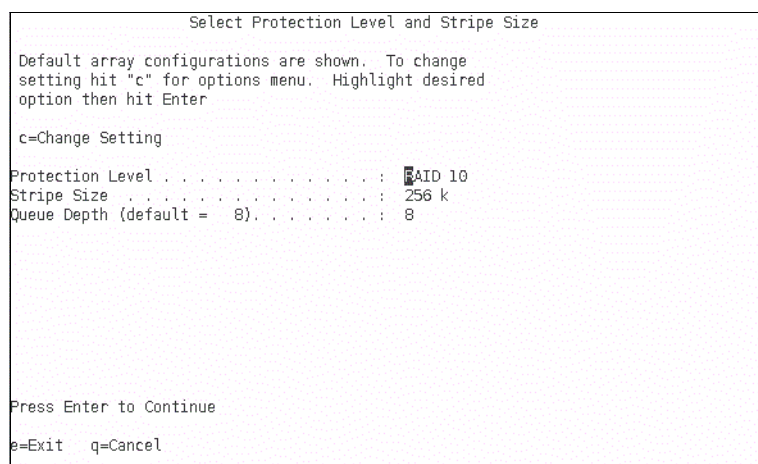 Select Protection Level and Stripe Size
Default array configurations are shown.  To change
setting hit "c" for options menu.  Highlight desired
option then hit Enter
c=Change Setting
Protection Level . . . . . . . . . . . . . :  RAID 10
Stripe Size  . . . . . . . . . . . . . . . :  256 k
Queue Depth (default =   8). . . . . . . :  8
Press Enter to Continue
e=Exit   q=Cancel